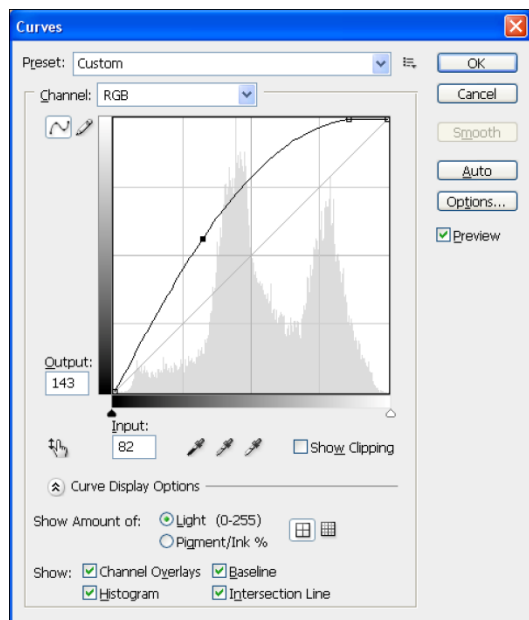 Curves
Preset: Custom
OK
Channel: RGB
Cancel
Smooth
Auto
Options...
Preview
Output:
143
Input:
82
Show Clipping
Curve Display Options
Show Amount of: Light (0-255)
Pigment/Ink %
Show: Channel Overlays Baseline
Histogram Intersection Line